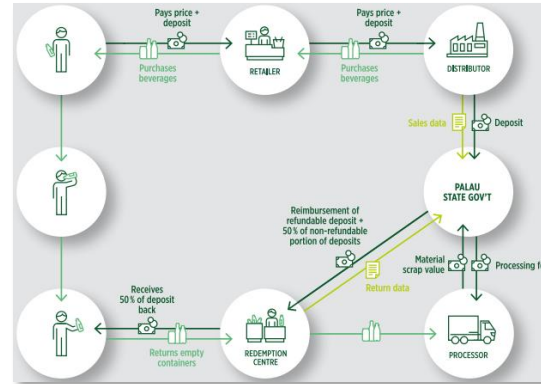 Pays price +
deposit
Pays price +
deposit
Purchases
beverages
RETAILER
Purchases
beverages
DISTRIBUTOR
Sales data
Deposit
PALAU
STATE GOV'T
Reimbursement of
refundable deposit +
50% of non-refundable
portion of deposits
Material
scrap value
Processing fe
Return data
Receives
50% of deposit
back
Returns empty
containers
REDEMPTION
CENTRE
PROCESSOR